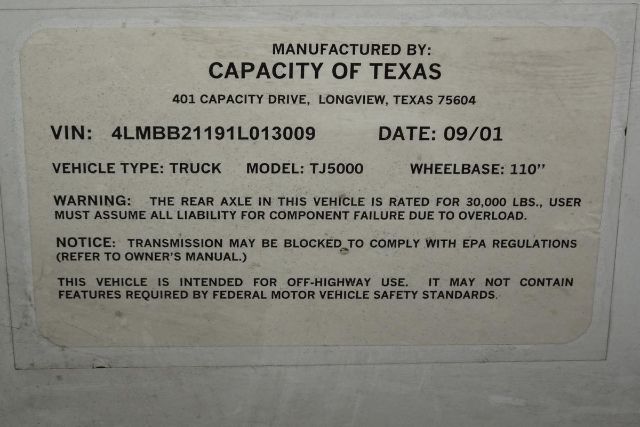 MANUFACTURED BY:
CAPACITY OF TEXAS
401 CAPACITY DRIVE, LONGVIEW, TEXAS 75604
VIN: 4LMBB21191L013009 DATE: 09/01
VEHICLE TYPE: TRUCK MODEL: TJ5000 WHEELBASE: 110"
WARNING: THE REAR AXLE IN THIS VEHICLE IS RATED FOR 30,000 LBS., USER
MUST ASSUME ALL LIABILITY FOR COMPONENT FAILURE DUE TO OVERLOAD.
NOTICE: TRANSMISSION MAY BE BLOCKED TO COMPLY WITH EPA REGULATIONS
(REFER TO OWNER'S MANUAL.)
THIS VEHICLE IS INTENDED FOR OFF-HIGHWAY USE. IT MAY NOT CONTAIN
FEATURES REQUIRED BY FEDERAL MOTOR VEHICLE SAFETY STANDARDS.